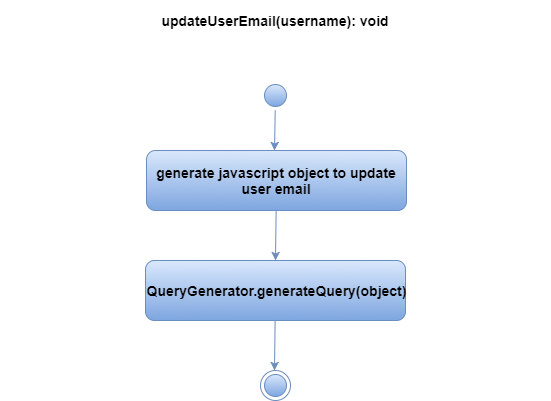 updateUserEmail(username): void
generate javascript object to update
user email
QueryGenerator.generateQuery(object)